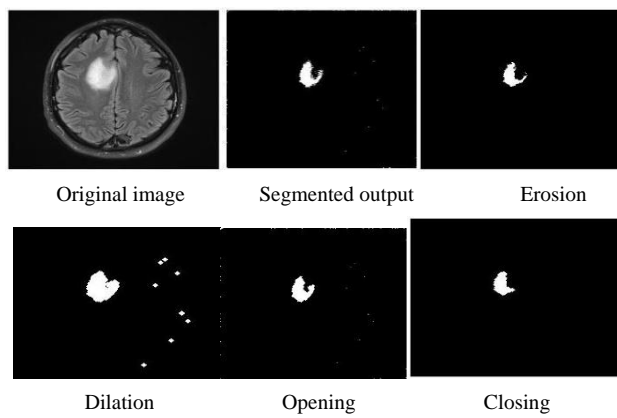 Original image Segmented output Erosion
Dilation Opening Closing